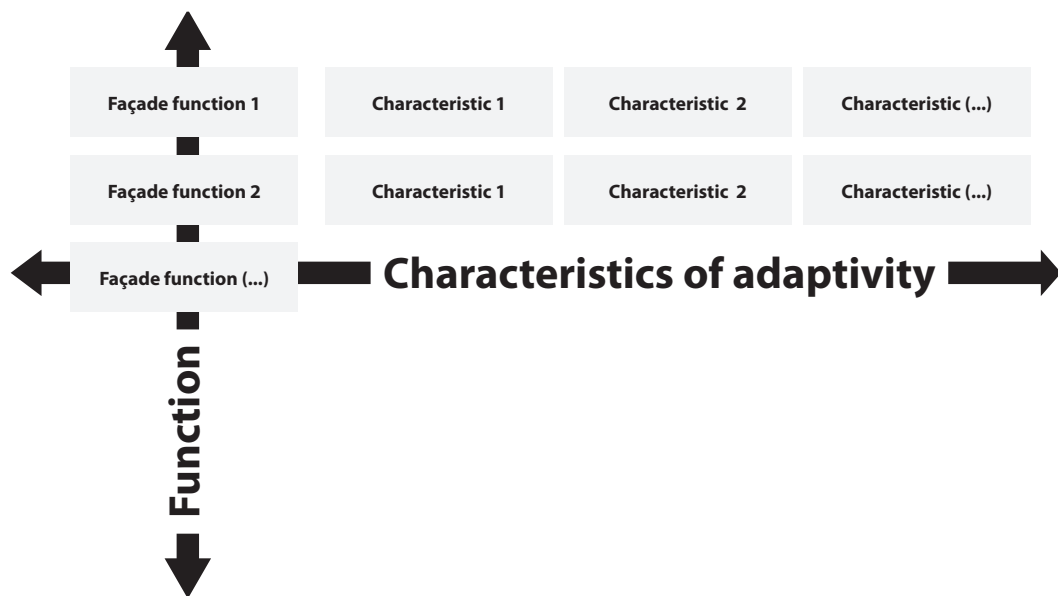 Façade function 1
Characteristic 1
Characteristic 2
Characteristic (...)
Façade function 2
Characteristic 1
Characteristic 2
Characteristic (...)
Façade function (...)
Characteristics of adaptivity
Function